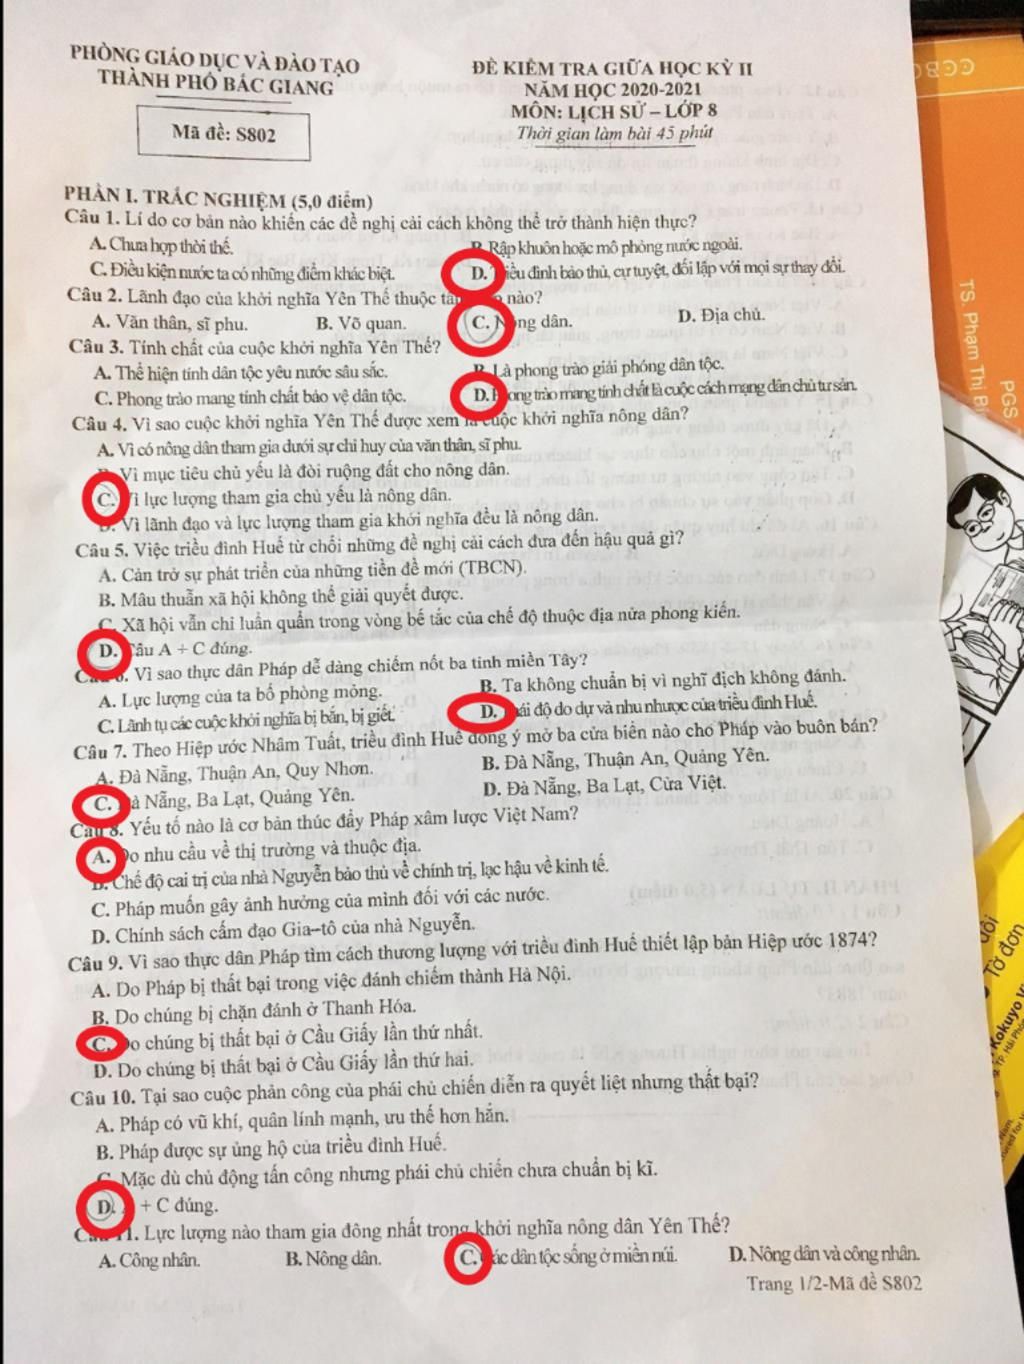 PHÒNG GIÁO DỤC VÀ ĐÀO TẠO
THÀNH PHỐ BẮC GIANG
Mã đề: S802
ĐỀ KIỂM TRA GIỮA HỌC KỲ II
NĂM HỌC 2020-2021
MÔN: LỊCH SỬ – LỚP 8
Thời gian làm bài 45 phút
PHẦN I. TRẮC NGHIỆM (5,0 điểm)
Câu 1. Lí do cơ bản nào khiến các đề nghị cải cách không thể trở thành hiện thực?
A. Chưa hợp thời thế.
B. Rập khuôn hoặc mô phỏng nước ngoài.
C. Điều kiện nước ta có những điểm khác biệt.
D. Triều đình bảo thủ, cự tuyệt, đối lập với mọi sự thay đổi.
Câu 2. Lãnh đạo của khởi nghĩa Yên Thế thuộc nào?
A. Văn thân, sĩ phu.
B. Võ quan.
C. Nông dân.
D. Địa chủ.
Câu 3. Tính chất của cuộc khởi nghĩa Yên Thế?
A. Thể hiện tính dân tộc yêu nước sâu sắc.
B. Là phong trào giải phóng dân tộc.
C. Phong trào mang tính chất bảo vệ dân tộc.
D. Phong trào mang tính chất là cuộc cách mạng dân chủ tư sản.
Câu 4. Vì sao cuộc khởi nghĩa Yên Thế được xem là cuộc khởi nghĩa nông dân?
A. Vì có nông dân tham gia dưới sự chỉ huy của văn thân, sĩ phu.
B. Vì mục tiêu chủ yếu là đòi ruộng đất cho nông dân.
C. Vì lực lượng tham gia chủ yếu là nông dân.
D. Vì lãnh đạo và lực lượng tham gia khởi nghĩa đều là nông dân.
Câu 5. Việc triều đình Huế từ chối những đề nghị cải cách đưa đến hậu quả gì?
A. Cản trở sự phát triển của những tiền đề mới (TBCN).
B. Mâu thuẫn xã hội không thể giải quyết được.
C. Xã hội vẫn chỉ luẩn quẩn trong vòng bế tắc của chế độ thuộc địa nửa phong kiến.
D. Câu A + C đúng.
Câu 6. Vì sao thực dân Pháp dễ dàng chiếm nốt ba tỉnh miền Tây?
A. Lực lượng của ta bố phòng mỏng.
B. Ta không chuẩn bị vì nghĩ địch không đánh.
C. Lãnh tụ các cuộc khởi nghĩa bị bắn, bị giết.
D. Thái độ do dự và nhu nhược của triều đình Huế.
Câu 7. Theo Hiệp ước Nhâm Tuất, triều đình Huế đồng ý mở ba cửa biển nào cho Pháp vào buôn bán?
A. Đà Nẵng, Thuận An, Quy Nhơn.
B. Đà Nẵng, Thuận An, Quảng Yên.
C. Đà Nẵng, Ba Lạt, Quảng Yên.
D. Đà Nẵng, Ba Lạt, Cửa Việt.
Câu 8. Yếu tố nào là cơ bản thúc đẩy Pháp xâm lược Việt Nam?
A. Do nhu cầu về thị trường và thuộc địa.
B. Chế độ cai trị của nhà Nguyễn bảo thủ về chính trị, lạc hậu về kinh tế.
C. Pháp muốn gây ảnh hưởng của mình đối với các nước.
D. Chính sách cấm đạo Gia–tô của nhà Nguyễn.
Câu 9. Vì sao thực dân Pháp tìm cách thương lượng với triều đình Huế thiết lập bản Hiệp ước 1874?
A. Do Pháp bị thất bại trong việc đánh chiếm thành Hà Nội.
B. Do chúng bị chặn đánh ở Thanh Hóa.
C. Do chúng bị thất bại ở Cầu Giấy lần thứ nhất.
D. Do chúng bị thất bại ở Cầu Giấy lần thứ hai.
Câu 10. Tại sao cuộc phản công của phái chủ chiến diễn ra quyết liệt nhưng thất bại?
A. Pháp có vũ khí, quân lính mạnh, ưu thế hơn hẳn.
B. Pháp được sự ủng hộ của triều đình Huế.
C. Mặc dù chủ động tấn công nhưng phái chủ chiến chưa chuẩn bị kĩ.
D. A + C đúng.
Câu 11. Lực lượng nào tham gia đông nhất trong khởi nghĩa nông dân Yên Thế?
A. Công nhân.
B. Nông dân.
C. Các dân tộc sống ở miền núi.
D. Nông dân và công nhân.
Trang 1/2-Mã đề S802
TS. Phạm Thị
PGS
Tờ đơn
Kokuyo